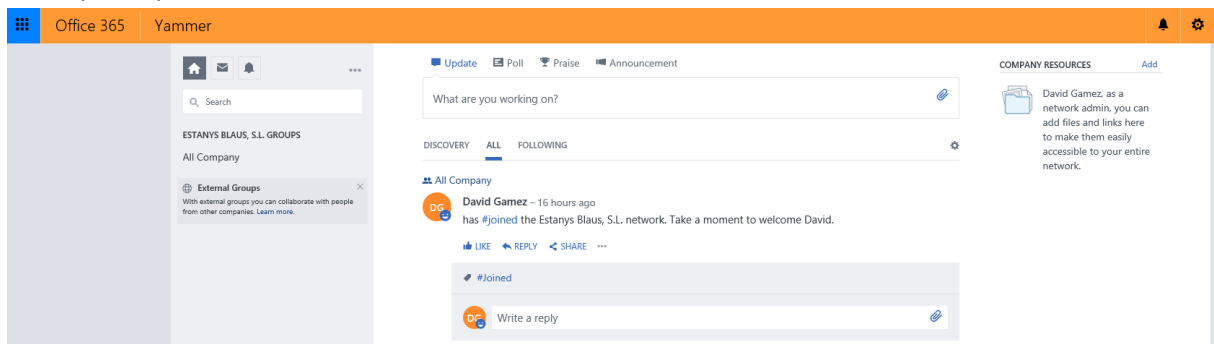 Office 365 Yammer
Search
ESTANYS BLAUS, S.L. GROUPS
All Company
External Groups
With external groups you can collaborate with people
from other companies. Learn more.
Update Poll Praise Announcement
What are you working on?
DISCOVERY ALL FOLLOWING
All Company
DG
David Gamez – 16 hours ago
has #joined the Estanys Blaus, S.L. network. Take a moment to welcome David.
LIKE REPLY SHARE
#Joined
DG
Write a reply
COMPANY RESOURCES Add
David Gamez, as a
network admin, you can
add files and links here
to make them easily
accessible to your entire
network.